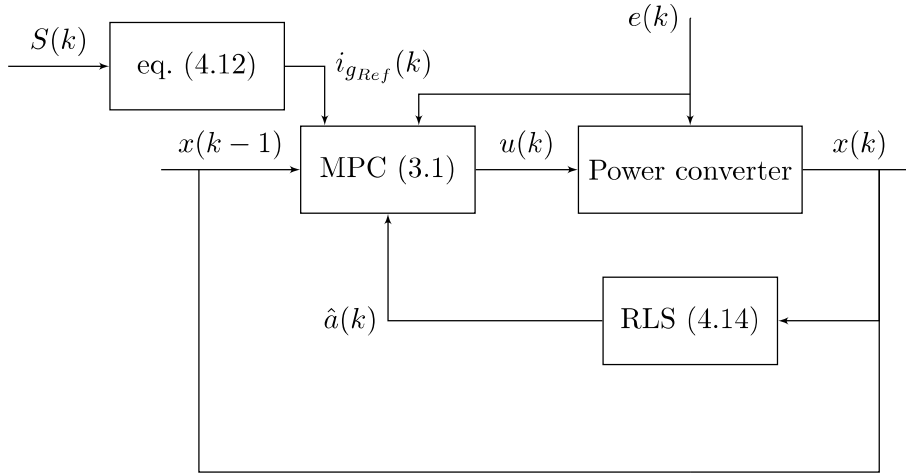 e(k)
S(k)
eq. (4.12)
i_{g_{Ref}}(k)
x(k − 1)
MPC (3.1)
u(k)
Power converter
x(k)
â(k)
RLS (4.14)